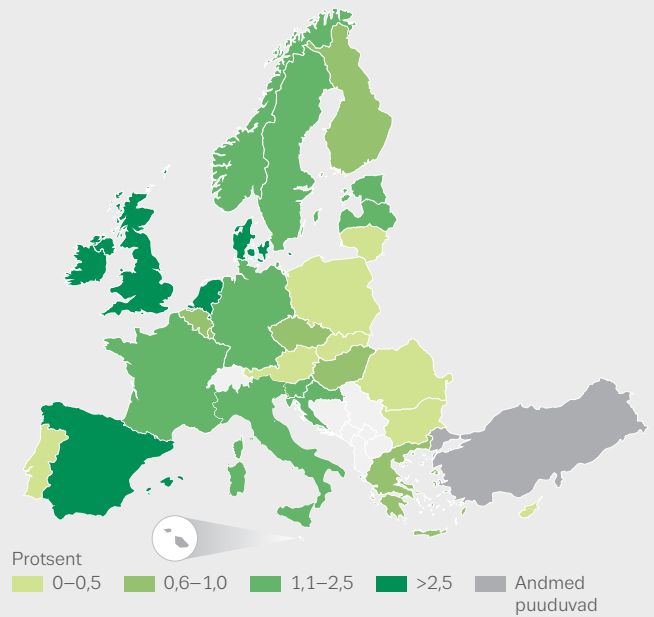 Protsent
0–0,5
0,6–1,0
1,1–2,5
>2,5
Andmed
puuduvad